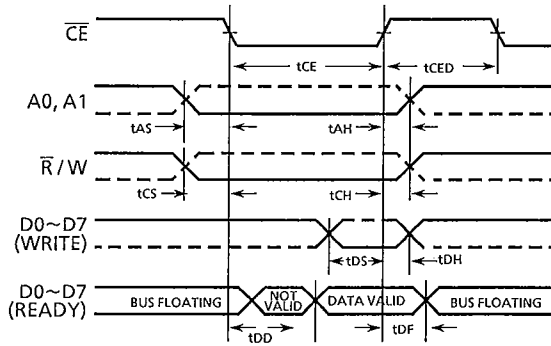 CE
tCE
tCED
A0, A1
tAS
tAH
R / W
tCS
tCH
D0~D7
(WRITE)
tDS
tDH
D0~D7
(READY)
BUS FLOATING
NOT
VALID
DATA VALID
BUS FLOATING
tDD
tDF